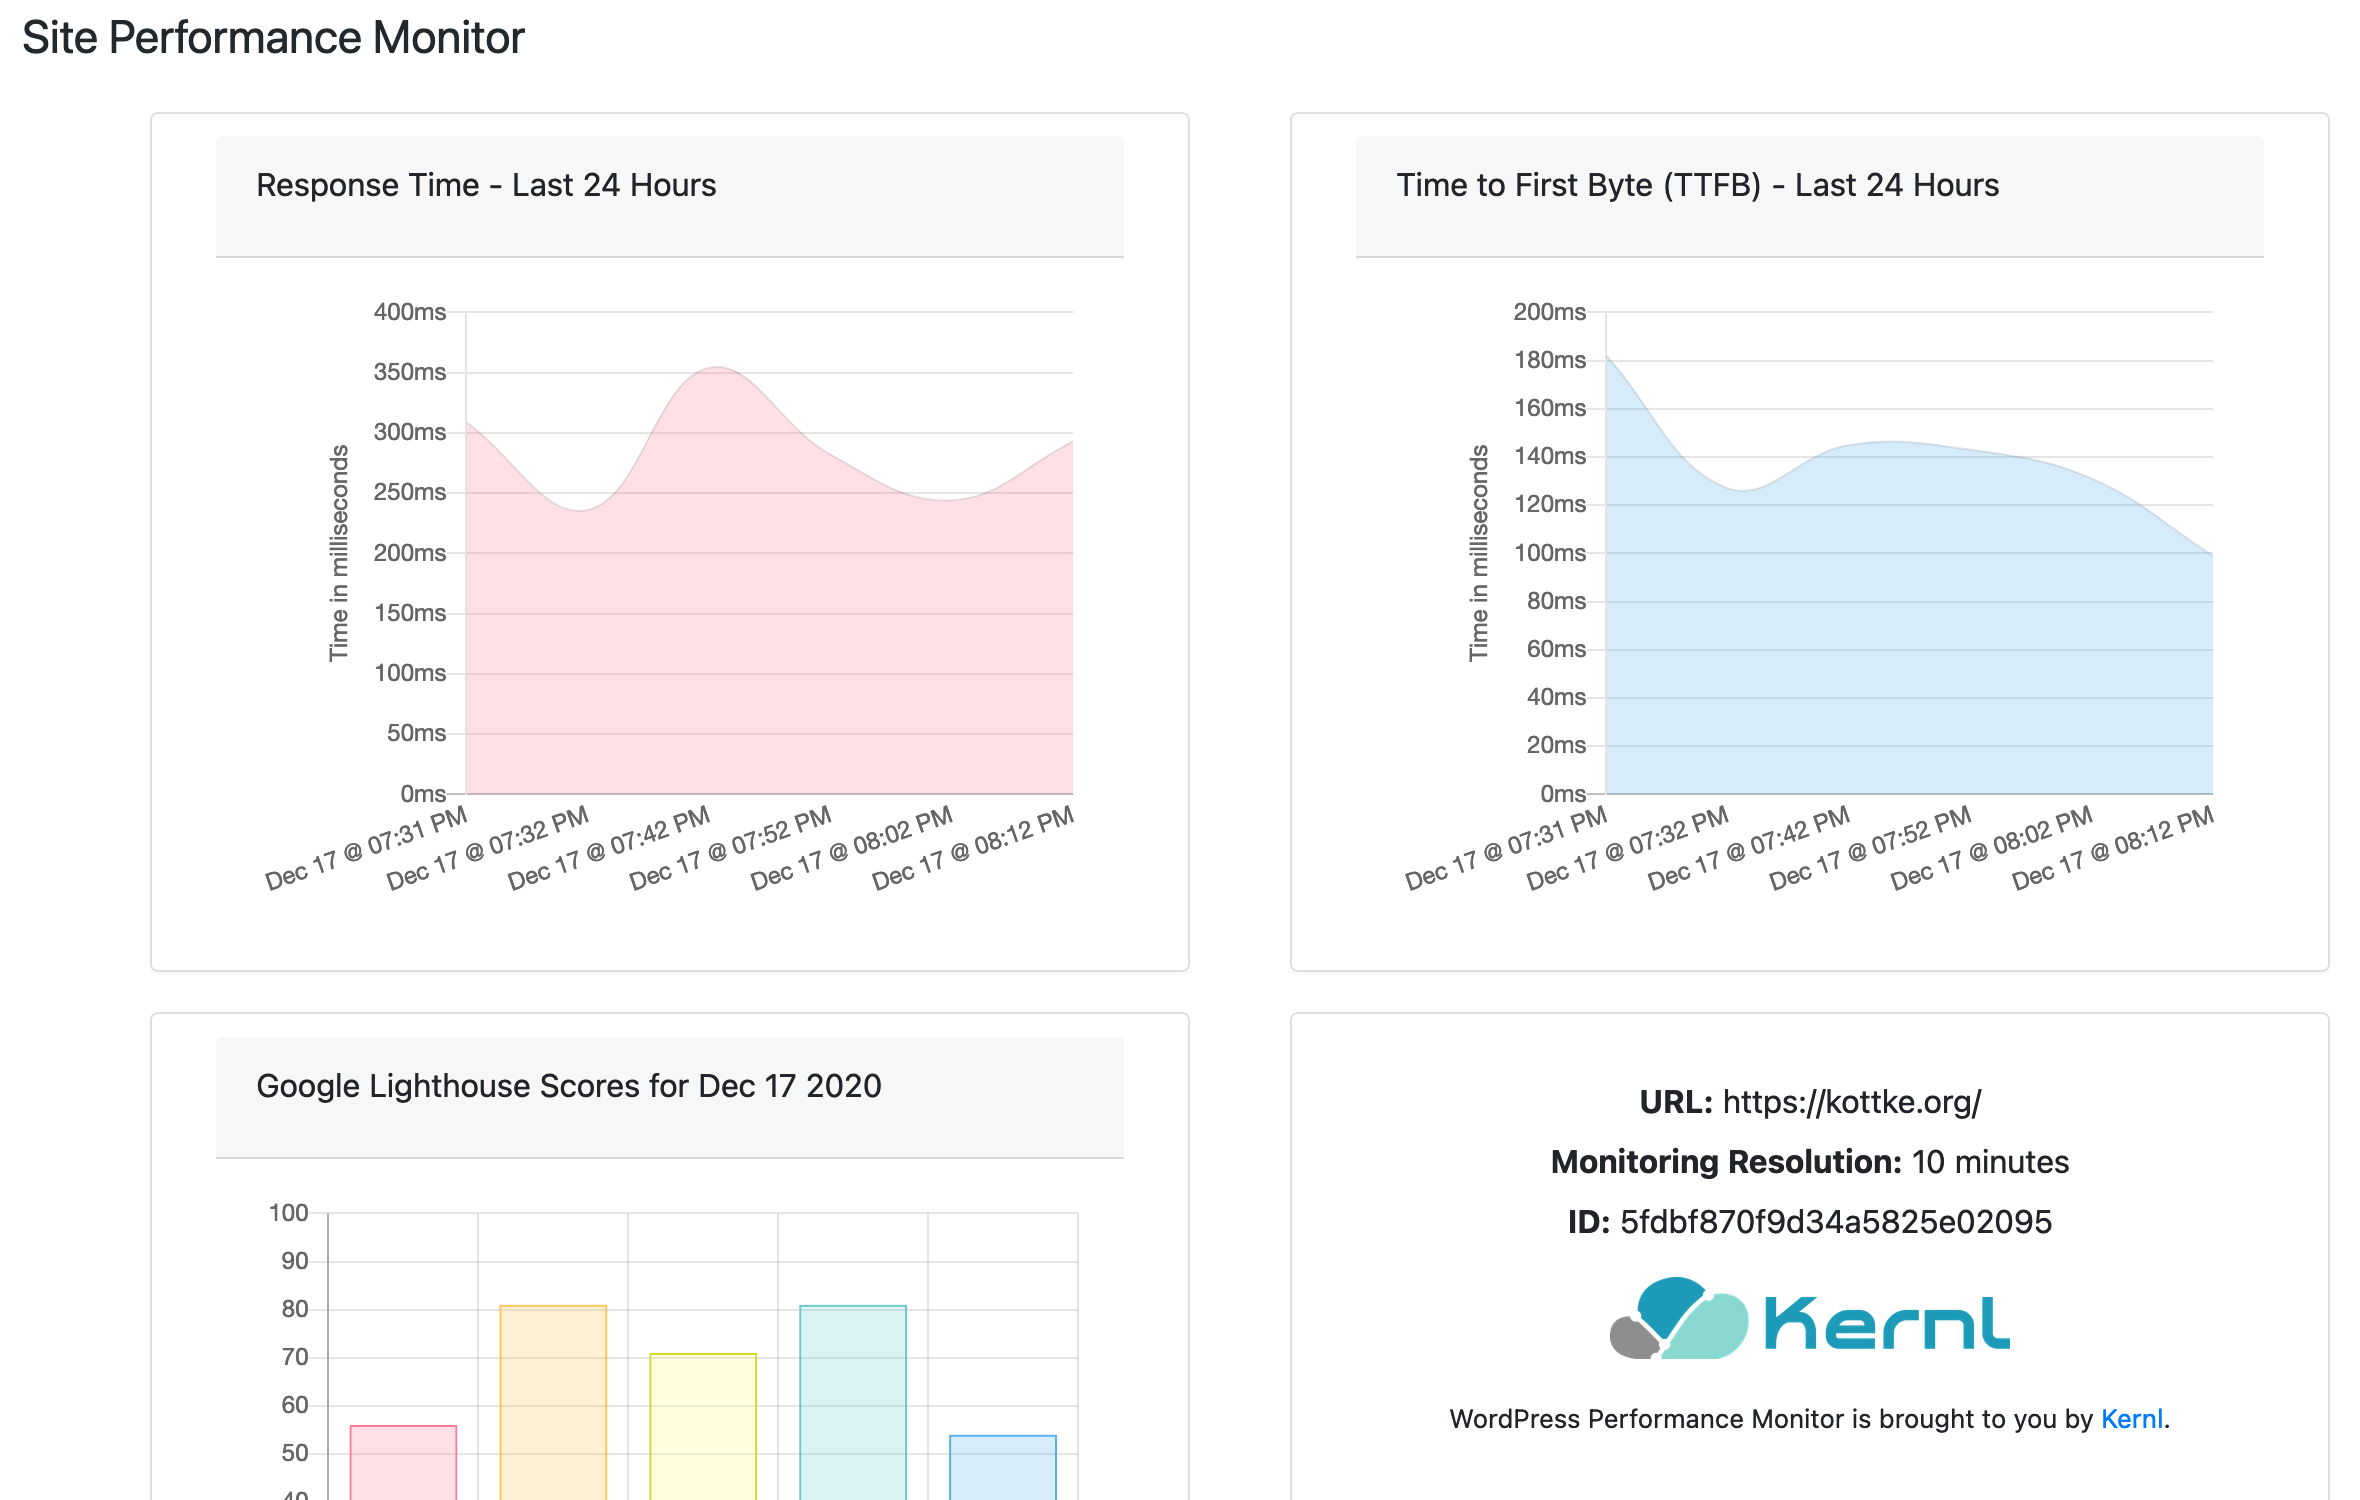 Site Performance Monitor
Response Time - Last 24 Hours
400ms
350ms
300ms
250ms
200ms
150ms
100ms
50ms
0ms
Time in milliseconds
Dec 17 @ 07:31 PM
Dec 17 @ 07:32 PM
Dec 17 @ 07:42 PM
Dec 17 @ 07:52 PM
Dec 17 @ 08:02 PM
Dec 17 @ 08:12 PM
Time to First Byte (TTFB) - Last 24 Hours
200ms
180ms
160ms
140ms
120ms
100ms
80ms
60ms
40ms
20ms
0ms
Time in milliseconds
Dec 17 @ 07:31 PM
Dec 17 @ 07:32 PM
Dec 17 @ 07:42 PM
Dec 17 @ 07:52 PM
Dec 17 @ 08:02 PM
Dec 17 @ 08:12 PM
Google Lighthouse Scores for Dec 17 2020
100
90
80
70
60
50
40
URL: https://kottke.org/
Monitoring Resolution: 10 minutes
ID: 5fdbf870f9d34a5825e02095
Kernl
WordPress Performance Monitor is brought to you by Kernl.